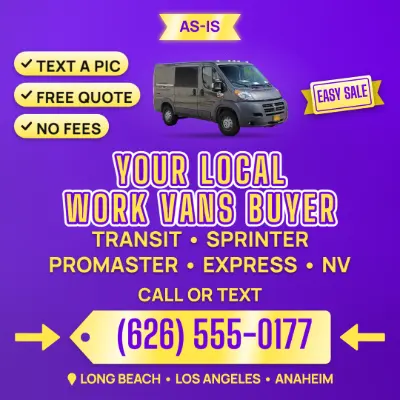 AS-IS
✓ TEXT A PIC
✓ FREE QUOTE
✓ NO FEES
EASY SALE
YOUR LOCAL
WORK VANS BUYER
TRANSIT • SPRINTER
PROMASTER • EXPRESS • NV
CALL OR TEXT
(626) 555-0177
LONG BEACH • LOS ANGELES • ANAHEIM